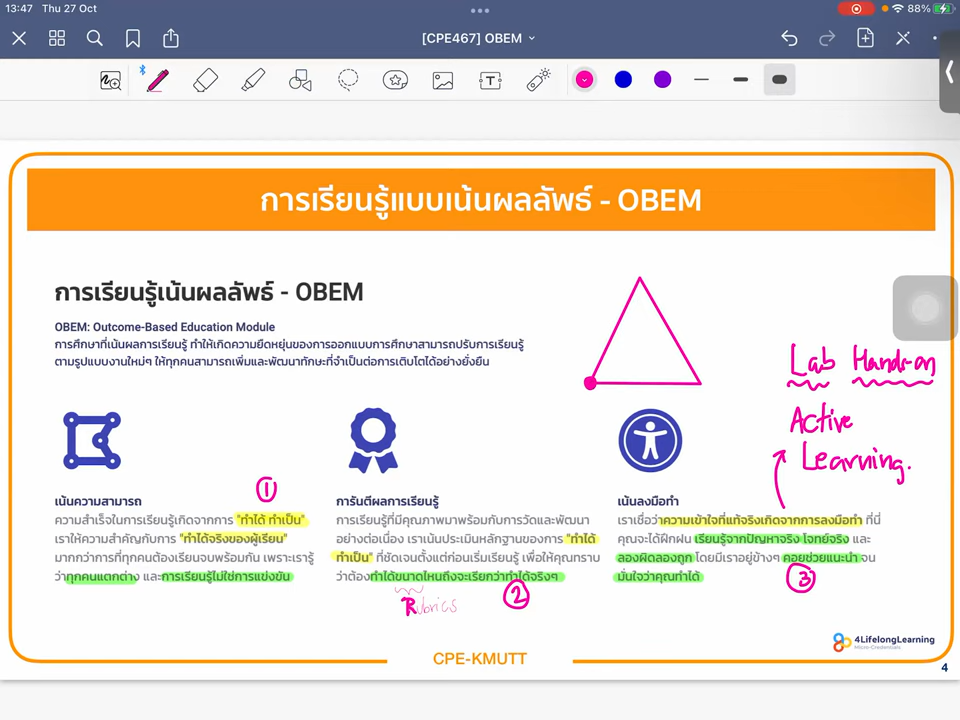 13:47 Thu 27 Oct
88%
[CPE467] OBEM
การเรียนรู้แบบเน้นผลลัพธ์ - OBEM
การเรียนรู้เน้นผลลัพธ์ - OBEM
OBEM: Outcome-Based Education Module
การศึกษาที่เน้นผลการเรียนรู้ ทำให้เกิดความยืดหยุ่นของการออกแบบการศึกษาสามารถปรับการเรียนรู้
ตามรูปแบบงานใหม่ๆ ให้ทุกคนสามารถเพิ่มและพัฒนาทักษะที่จำเป็นต่อการเติบโตได้อย่างยั่งยืน
Lab Hands-on
Active
Learning.
①
เน้นความสามารถ
ความสำเร็จในการเรียนรู้เกิดจากการ "ทำได้ ทำเป็น"
เราให้ความสำคัญกับการ "ทำได้จริงของผู้เรียน"
มากกว่าการที่ทุกคนต้องเรียนจบพร้อมกัน เพราะเรารู้
ว่าทุกคนแตกต่าง และการเรียนรู้ไม่ใช่การแข่งขัน
การันตีผลการเรียนรู้
การเรียนรู้ที่มีคุณภาพมาพร้อมกับการวัดและพัฒนา
อย่างต่อเนื่อง เราเน้นประเมินหลักฐานของการ "ทำได้
ทำเป็น" ที่ชัดเจนตั้งแต่ก่อนเริ่มเรียนรู้ เพื่อให้คุณทราบ
ว่าต้องทำได้ขนาดไหนถึงจะเรียกว่าทำได้จริงๆ
Rubrics
②
เน้นลงมือทำ
เราเชื่อว่าความเข้าใจที่แท้จริงเกิดจากการลงมือทำ ที่นี่
คุณจะได้ฝึกฝน เรียนรู้จากปัญหาจริง โจทย์จริง และ
ลองผิดลองถูก โดยมีเราอยู่ข้างๆ คอยช่วยแนะนำ จน
มั่นใจว่าคุณทำได้
③
4LifelongLearning
Micro-Credentials
CPE-KMUTT
4